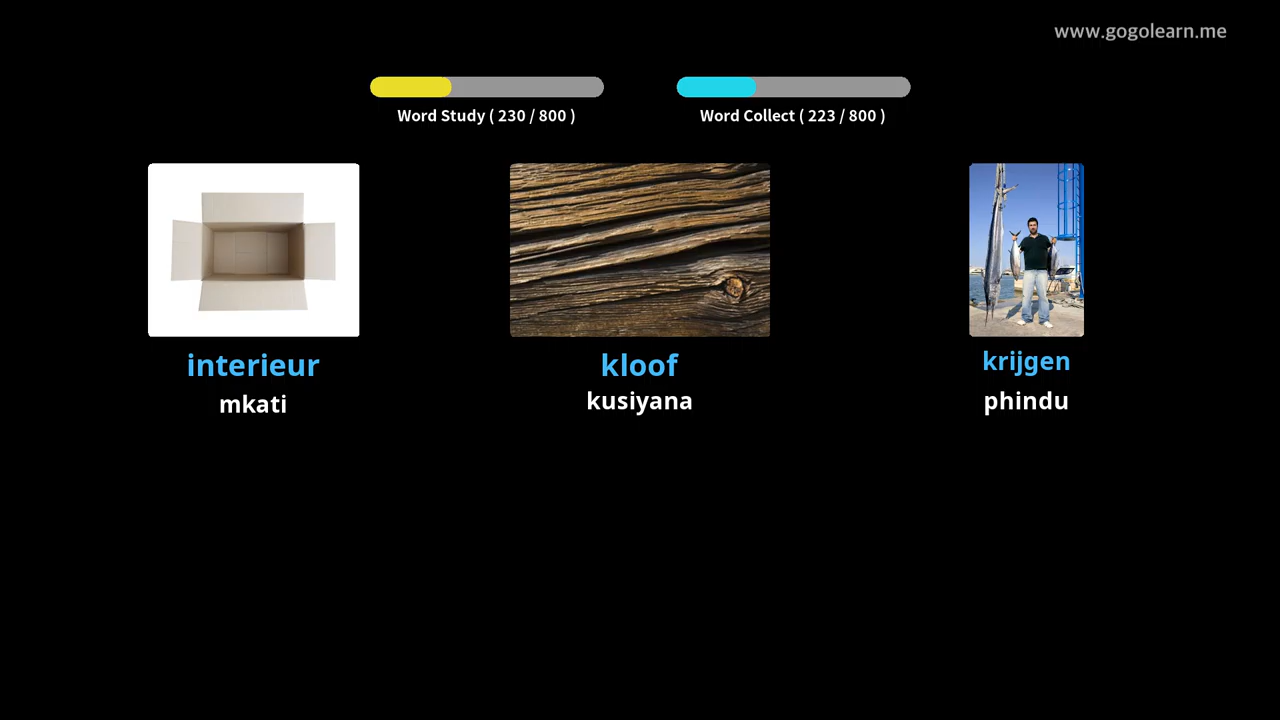 www.gogolearn.me
Word Study ( 230 / 800 )
Word Collect ( 223 / 800 )
interieur
mkati
kloof
kusiyana
krijgen
phindu